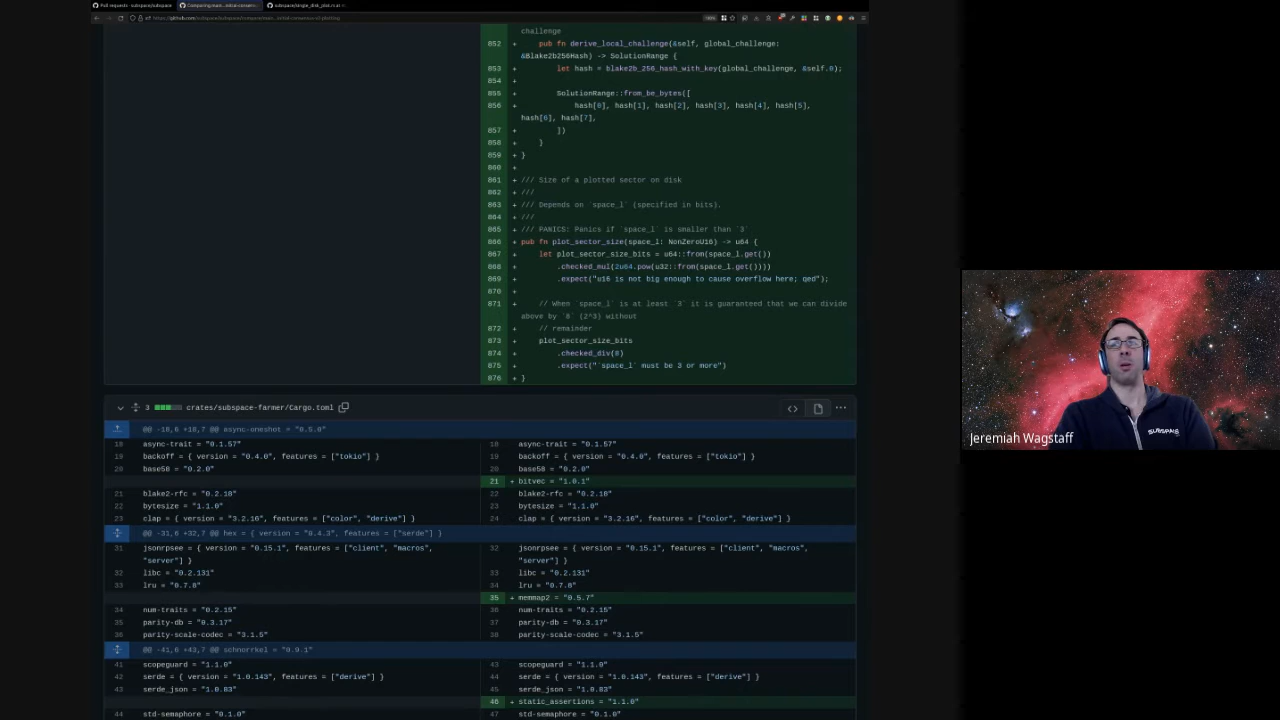 Pull requests · subspace/subspace
Comparing main...initial-consensus-v2-plotting
subspace/single_disk_plot.rs at
challenge
852 + pub fn derive_local_challenge(&self, global_challenge:
&Blake2b256Hash) -> SolutionRange {
853 + let hash = blake2b_256_hash_with_key(global_challenge, &self.0);
854 +
855 + SolutionRange::from_be_bytes([
856 + hash[0], hash[1], hash[2], hash[3], hash[4], hash[5],
hash[6], hash[7],
857 + ])
858 + }
859 + }
860 +
861 + /// Size of a plotted sector on disk
862 + ///
863 + /// Depends on `space_l` (specified in bits).
864 + ///
865 + /// PANICS: Panics if `space_l` is smaller than `3`
866 + pub fn plot_sector_size(space_l: NonZeroU16) -> u64 {
867 + let plot_sector_size_bits = u64::from(space_l.get())
868 + .checked_mul(2u64.pow(u32::from(space_l.get())))
869 + .expect("u16 is not big enough to cause overflow here; qed");
870 +
871 + // When `space_l` is at least `3` it is guaranteed that we can divide
above by `8` (2^3) without
872 + // remainder
873 + plot_sector_size_bits
874 + .checked_div(8)
875 + .expect("`space_l` must be 3 or more")
876 + }
3 crates/subspace-farmer/Cargo.toml
@@ -18,6 +18,7 @@ async-oneshot = "0.5.0"
18 async-trait = "0.1.57" 18 async-trait = "0.1.57"
19 backoff = { version = "0.4.0", features = ["tokio"] } 19 backoff = { version = "0.4.0", features = ["tokio"] }
20 base58 = "0.2.0" 20 base58 = "0.2.0"
21 + bitvec = "1.0.1"
21 blake2-rfc = "0.2.18" 22 blake2-rfc = "0.2.18"
22 bytesize = "1.1.0" 23 bytesize = "1.1.0"
23 clap = { version = "3.2.16", features = ["color", "derive"] } 24 clap = { version = "3.2.16", features = ["color", "derive"] }
@@ -31,6 +32,7 @@ hex = { version = "0.4.3", features = ["serde"] }
31 jsonrpsee = { version = "0.15.1", features = ["client", "macros", 32 jsonrpsee = { version = "0.15.1", features = ["client", "macros",
"server"] } "server"] }
32 libc = "0.2.131" 33 libc = "0.2.131"
33 lru = "0.7.8" 34 lru = "0.7.8"
35 + memmap2 = "0.5.7"
34 num-traits = "0.2.15" 36 num-traits = "0.2.15"
35 parity-db = "0.3.17" 37 parity-db = "0.3.17"
36 parity-scale-codec = "3.1.5" 38 parity-scale-codec = "3.1.5"
@@ -41,6 +43,7 @@ schnorrkel = "0.9.1"
41 scopeguard = "1.1.0" 43 scopeguard = "1.1.0"
42 serde = { version = "1.0.143", features = ["derive"] } 44 serde = { version = "1.0.143", features = ["derive"] }
43 serde_json = "1.0.83" 45 serde_json = "1.0.83"
46 + static_assertions = "1.1.0"
44 std-semaphore = "0.1.0" 47 std-semaphore = "0.1.0"
SUBSPACE
Jeremiah Wagstaff